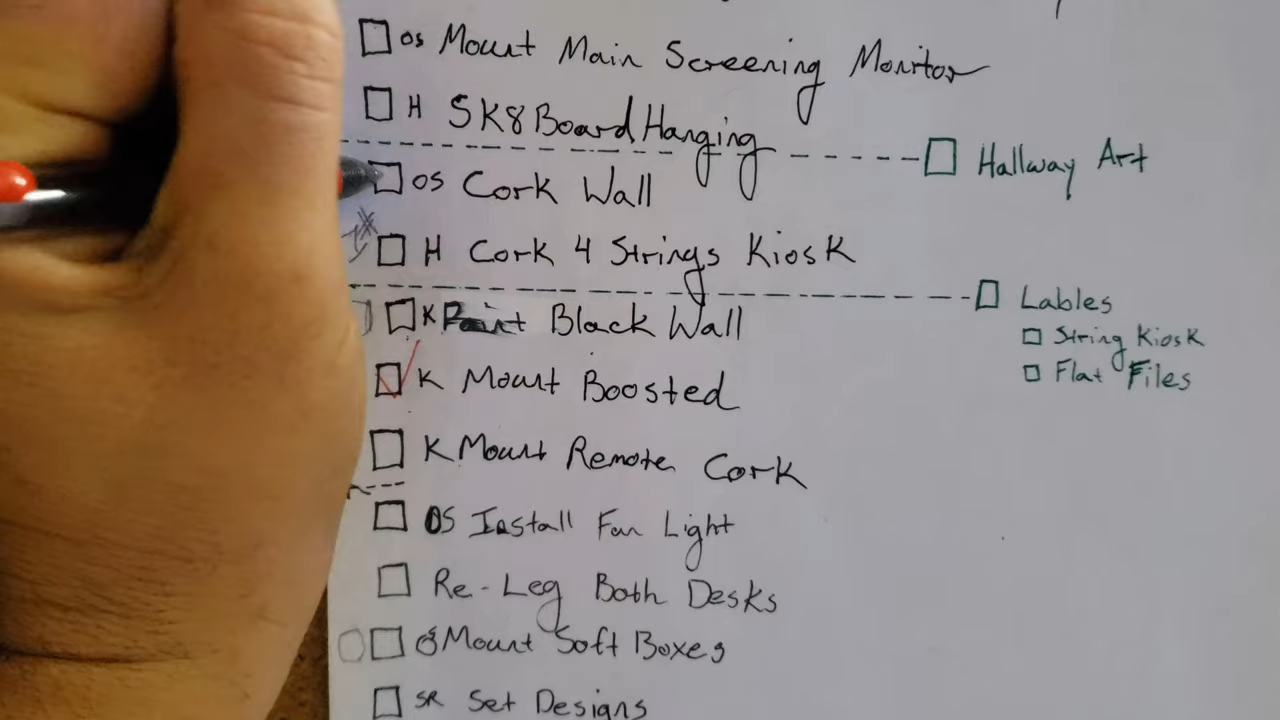 OS Mount Main Screening Monitor
H SK8 Board Hanging
Hallway Art
OS Cork Wall
H Cork 4 Strings Kiosk
Lables
K Paint Black Wall
String Kiosk
K Mount Boosted
Flat Files
K Mount Remote Cork
OS Install Fan Light
Re-Leg Both Desks
Mount Soft Boxes
SR Set Designs